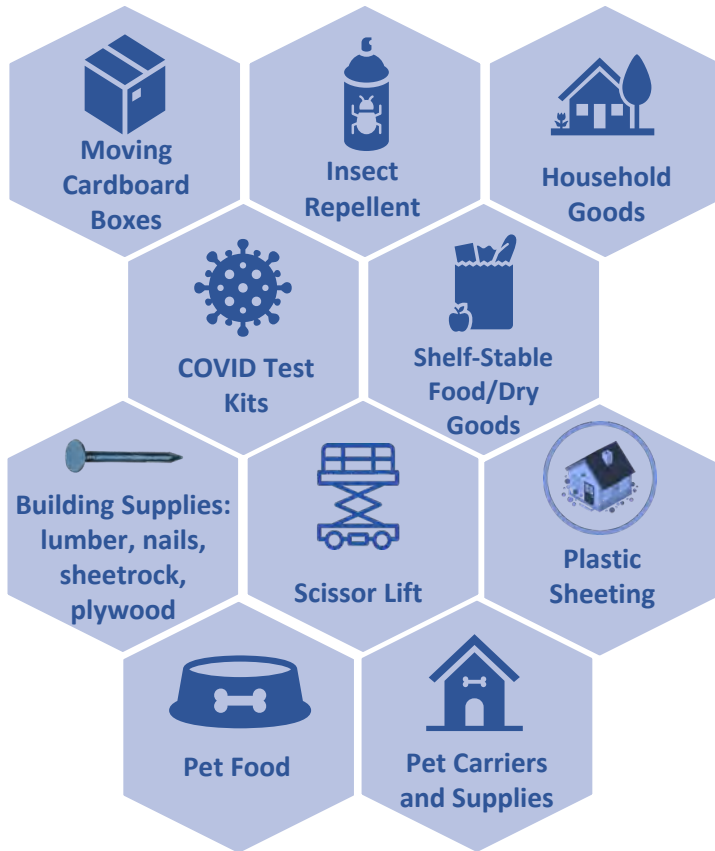 Moving
Cardboard
Boxes
Insect
Repellent
Household
Goods
COVID Test
Kits
Shelf-Stable
Food/Dry
Goods
Building Supplies:
lumber, nails,
sheetrock,
plywood
Scissor Lift
Plastic
Sheeting
Pet Food
Pet Carriers
and Supplies